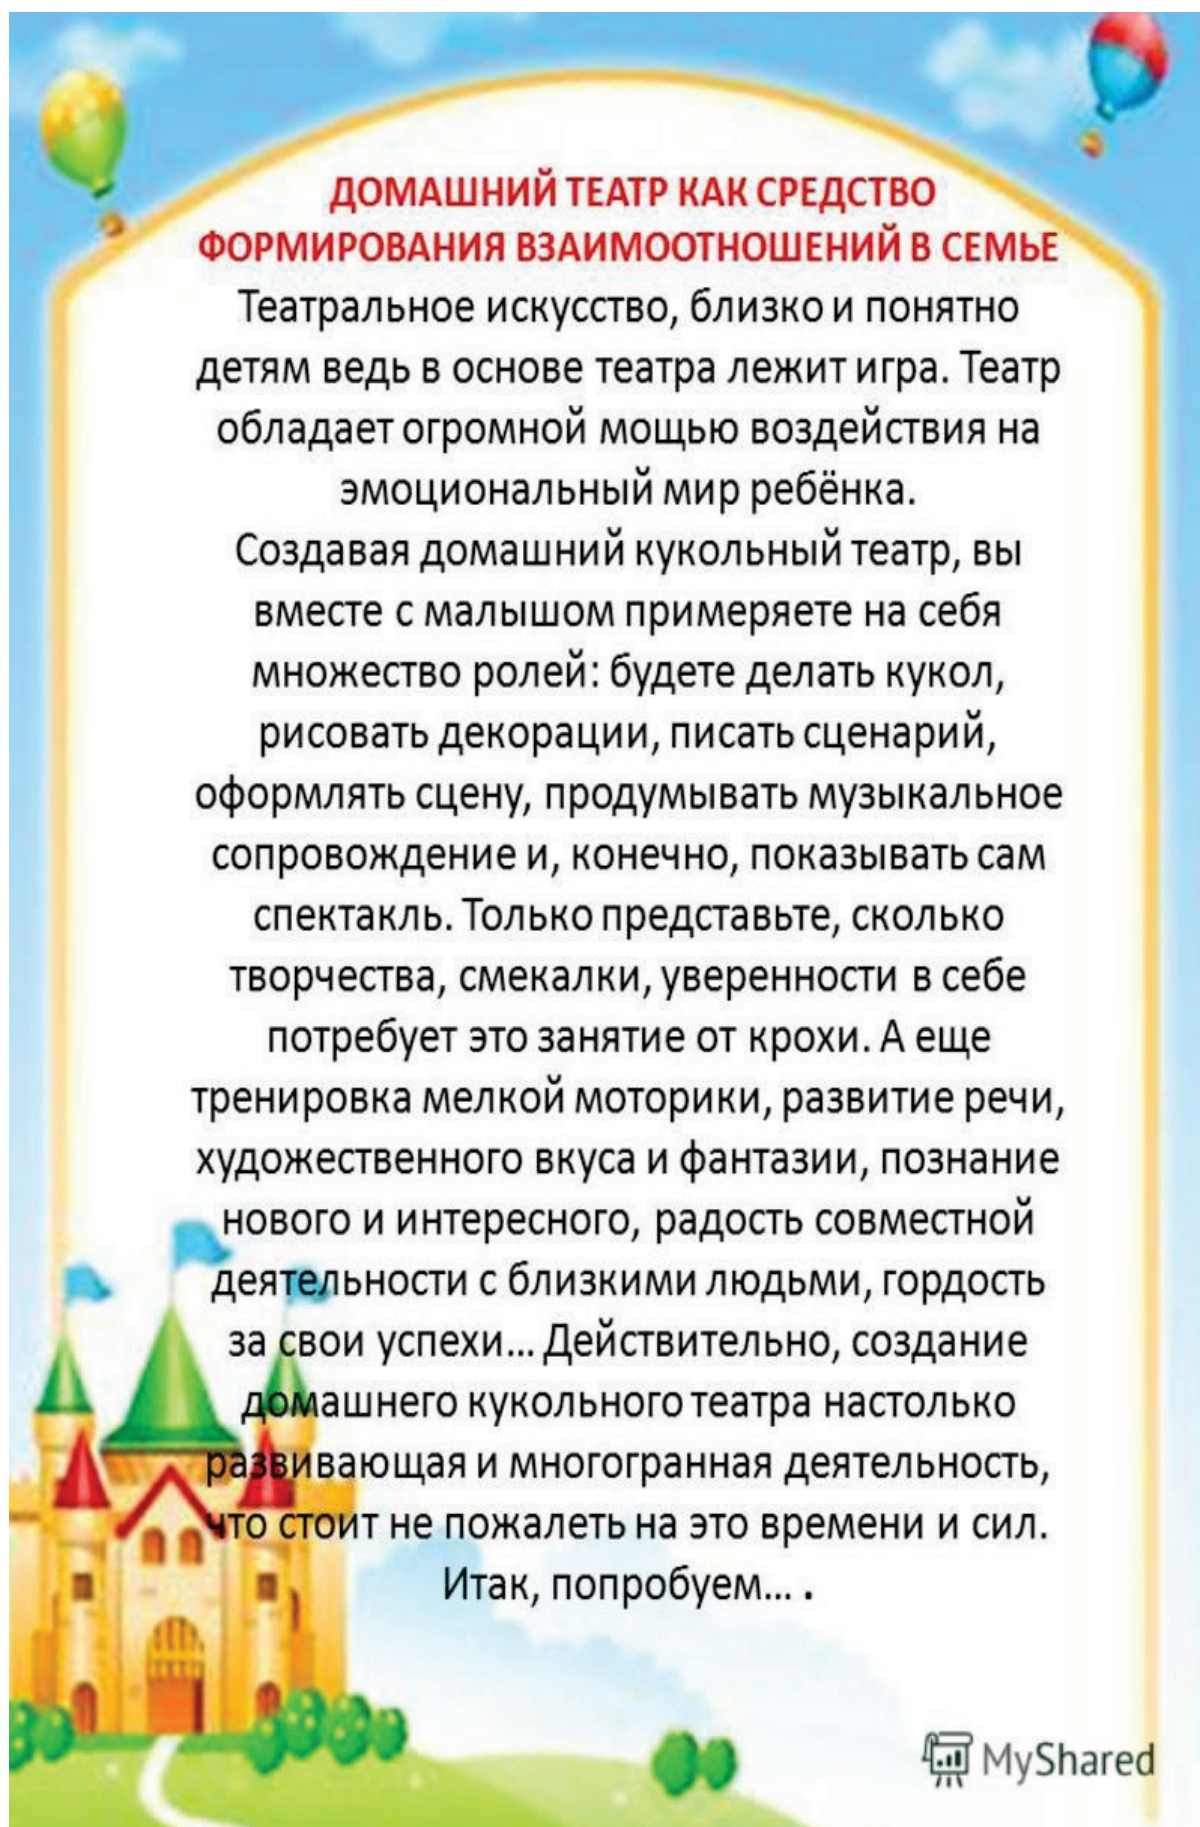 ДОМАШНИЙ ТЕАТР КАК СРЕДСТВО
ФОРМИРОВАНИЯ ВЗАИМООТНОШЕНИЙ В СЕМЬЕ
Театральное искусство, близко и понятно
детям ведь в основе театра лежит игра. Театр
обладает огромной мощью воздействия на
эмоциональный мир ребёнка.
Создавая домашний кукольный театр, вы
вместе с малышом примеряете на себя
множество ролей: будете делать кукол,
рисовать декорации, писать сценарий,
оформлять сцену, продумывать музыкальное
сопровождение и, конечно, показывать сам
спектакль. Только представьте, сколько
творчества, смекалки, уверенности в себе
потребует это занятие от крохи. А еще
тренировка мелкой моторики, развитие речи,
художественного вкуса и фантазии, познание
нового и интересного, радость совместной
деятельности с близкими людьми, гордость
за свои успехи... Действительно, создание
домашнего кукольного театра настолько
развивающая и многогранная деятельность,
что стоит не пожалеть на это времени и сил.
Итак, попробуем... .
MyShared